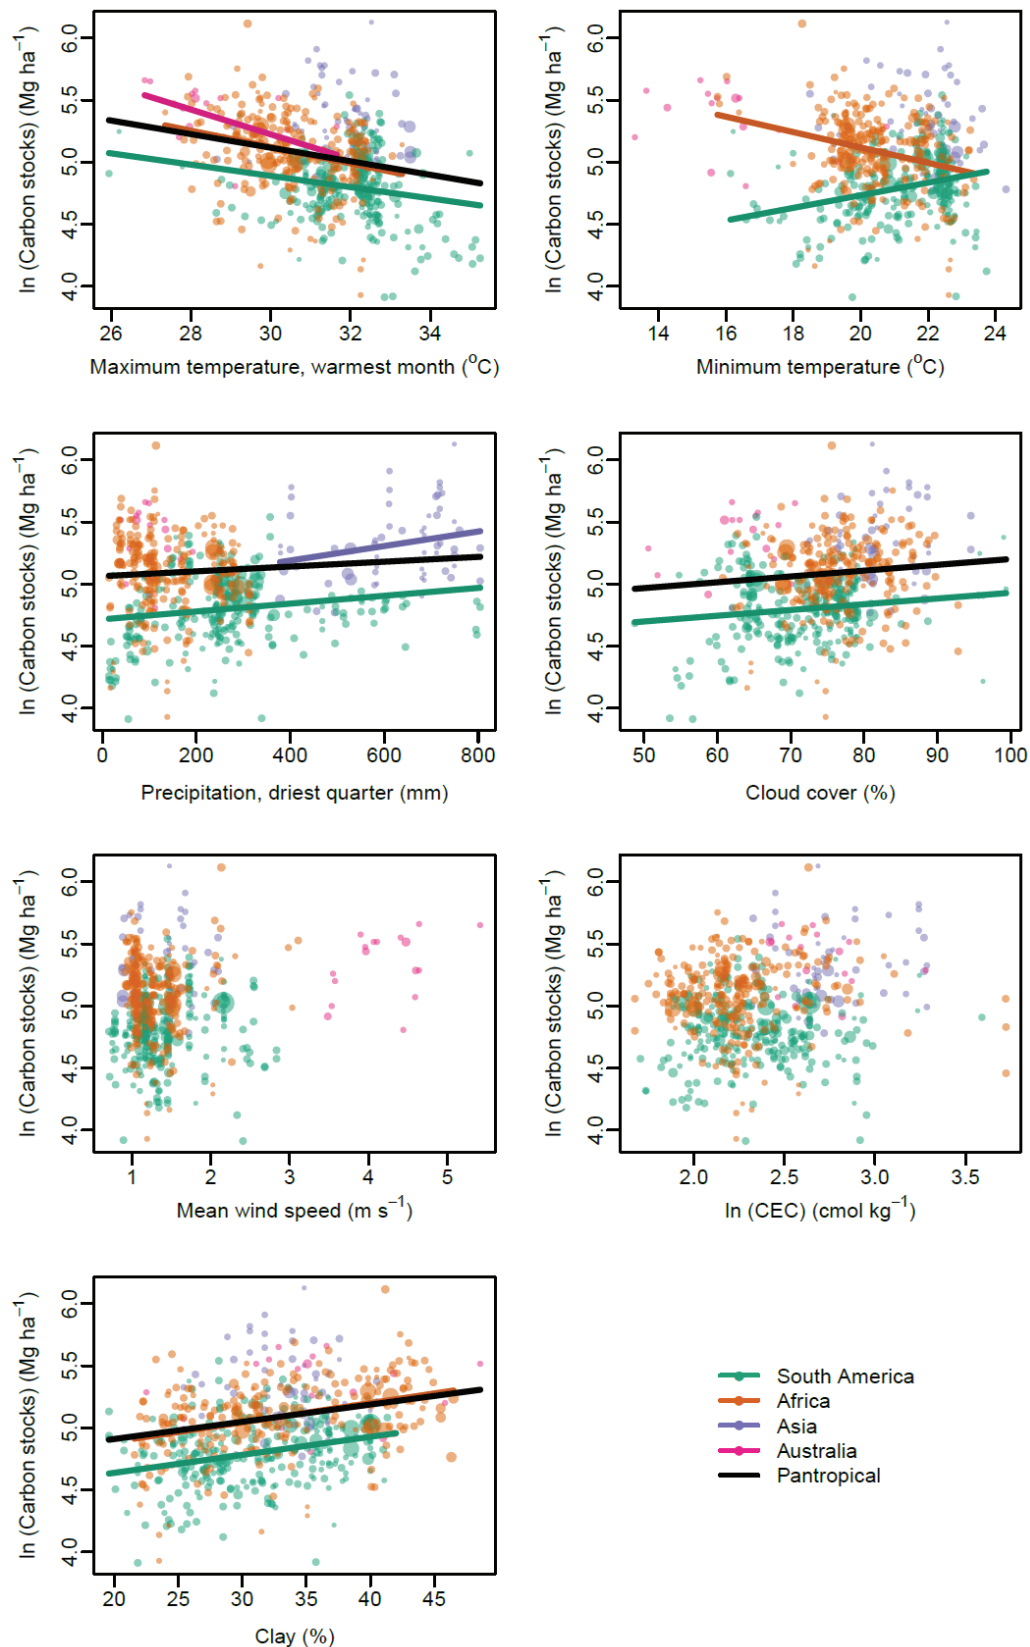 ln (Carbon stocks) (Mg ha⁻¹)
6.0
5.5
5.0
4.5
4.0
26 28 30 32 34
Maximum temperature, warmest month (°C)
ln (Carbon stocks) (Mg ha⁻¹)
6.0
5.5
5.0
4.5
4.0
14 16 18 20 22 24
Minimum temperature (°C)
ln (Carbon stocks) (Mg ha⁻¹)
6.0
5.5
5.0
4.5
4.0
0 200 400 600 800
Precipitation, driest quarter (mm)
ln (Carbon stocks) (Mg ha⁻¹)
6.0
5.5
5.0
4.5
4.0
50 60 70 80 90 100
Cloud cover (%)
ln (Carbon stocks) (Mg ha⁻¹)
6.0
5.5
5.0
4.5
4.0
1 2 3 4 5
Mean wind speed (m s⁻¹)
ln (Carbon stocks) (Mg ha⁻¹)
6.0
5.5
5.0
4.5
4.0
2.0 2.5 3.0 3.5
ln (CEC) (cmol kg⁻¹)
ln (Carbon stocks) (Mg ha⁻¹)
6.0
5.5
5.0
4.5
4.0
20 25 30 35 40 45
Clay (%)
South America
Africa
Asia
Australia
Pantropical